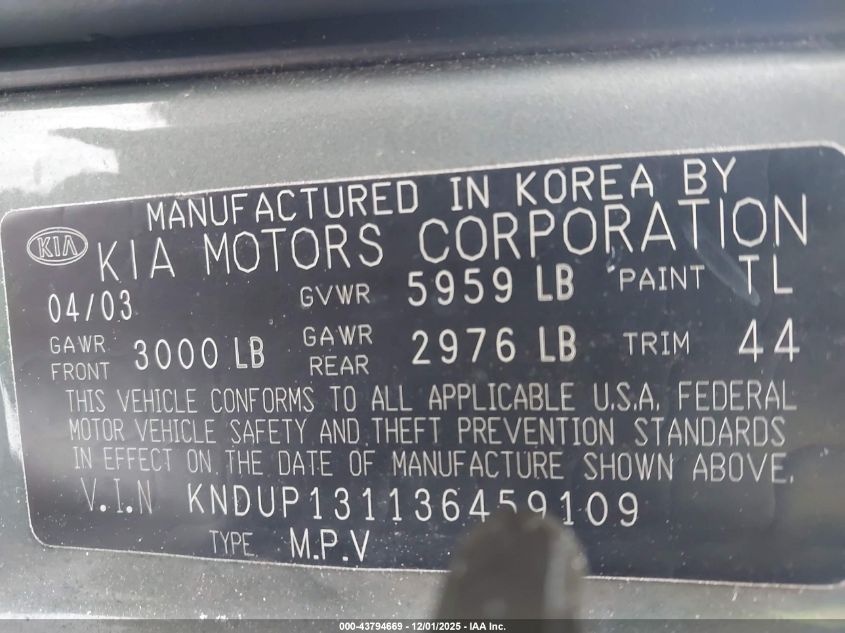 MANUFACTURED IN KOREA BY
KIA KIA MOTORS CORPORATION
04/03 GVWR 5959 LB PAINT TL
GAWR FRONT 3000 LB GAWR REAR 2976 LB TRIM 44
THIS VEHICLE CONFORMS TO ALL APPLICABLE U.S.A. FEDERAL
MOTOR VEHICLE SAFETY AND THEFT PREVENTION STANDARDS
IN EFFECT ON THE DATE OF MANUFACTURE SHOWN ABOVE.
V.I.N KNDUP131136459109
TYPE M.P.V
000-43794669 - 12/01/2025 - IAA Inc.